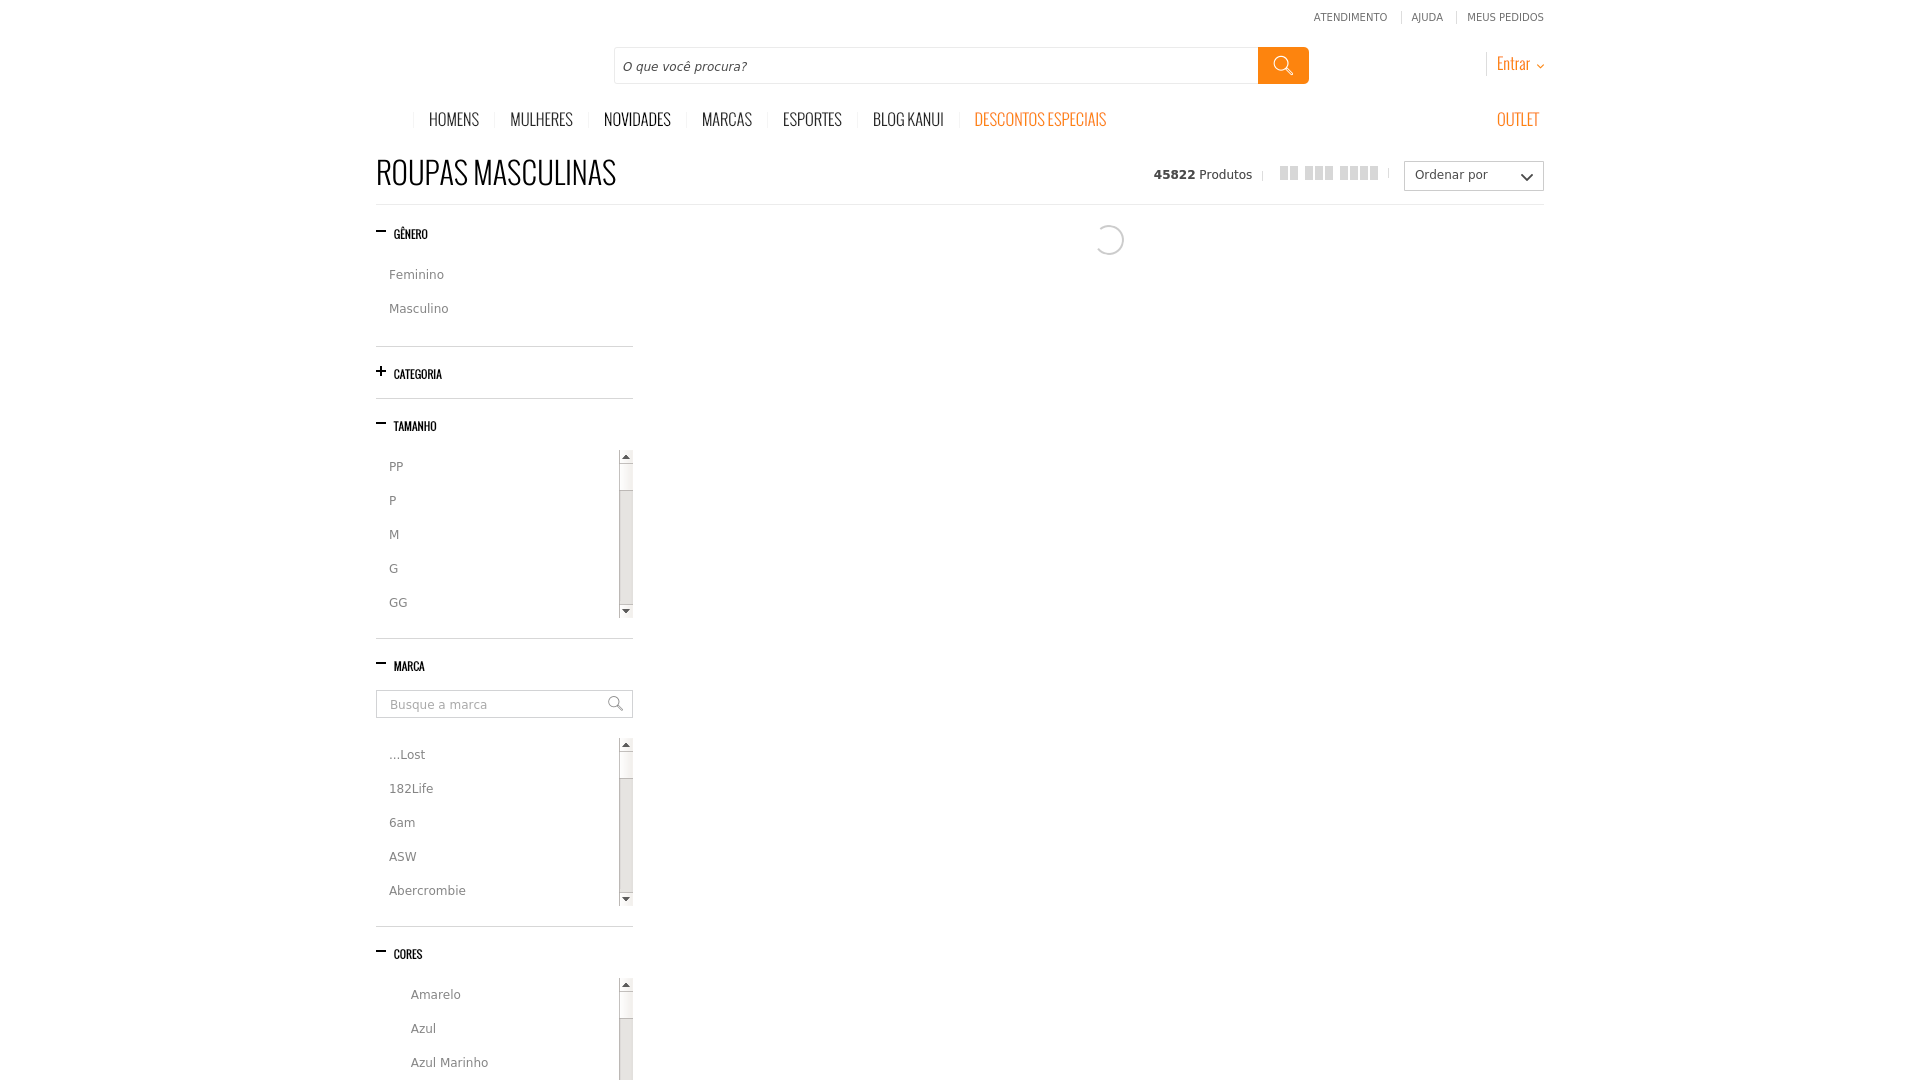 ATENDIMENTO AJUDA MEUS PEDIDOS
O que você procura?
Entrar
HOMENS MULHERES NOVIDADES MARCAS ESPORTES BLOG KANUI DESCONTOS ESPECIAIS OUTLET
ROUPAS MASCULINAS
45822 Produtos
Ordenar por
GÊNERO
Feminino
Masculino
CATEGORIA
TAMANHO
PP
P
M
G
GG
MARCA
Busque a marca
...Lost
182Life
6am
ASW
Abercrombie
CORES
Amarelo
Azul
Azul Marinho